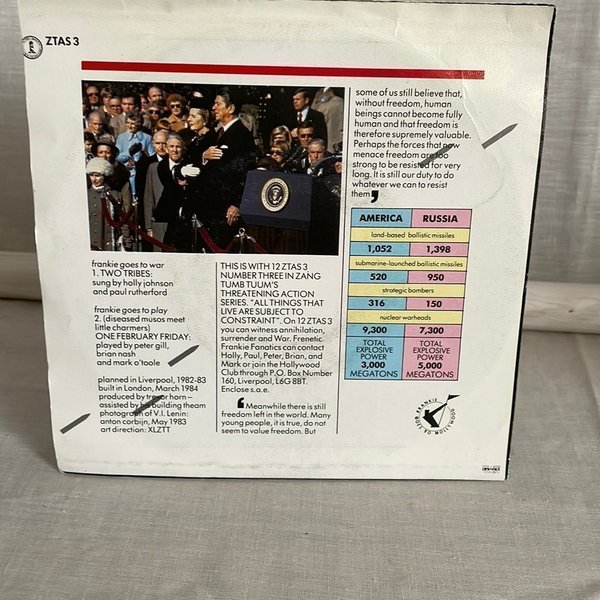 ZTAS 3
frankie goes to war
1. TWO TRIBES:
sung by holly johnson
and paul rutherford
frankie goes to play
2. (diseased musos meet
little charmers)
ONE FEBRUARY FRIDAY:
played by peter gill,
brian nash
and mark o'toole
planned in Liverpool, 1982-83
built in London, March 1984
produced by trevor horn –
assisted by his building theam
photograph of V.I. Lenin:
anton corbijn, May 1983
art direction: XLZTT
THIS IS WITH 12 ZTAS 3
NUMBER THREE IN ZANG
TUMB TUUM'S
THREATENING ACTION
SERIES. "ALL THINGS THAT
LIVE ARE SUBJECT TO
CONSTRAINT". On 12 ZTAS 3
you can witness annihilation,
surrender and War. Frenetic
Frankie Fanatics can contact
Holly, Paul, Peter, Brian, and
Mark or join the Hollywood
Club through P.O. Box Number
160, Liverpool, L6G 8BT.
Enclose s.a.e.
‘Meanwhile there is still
freedom left in the world. Many
young people, it is true, do not
seem to value freedom. But
some of us still believe that,
without freedom, human
beings cannot become fully
human and that freedom is
therefore supremely valuable.
Perhaps the forces that now
menace freedom are too
strong to be resisted for very
long. It is still our duty to do
whatever we can to resist
them’
AMERICA RUSSIA
land-based ballistic missiles
1,052 1,398
submarine-launched ballistic missiles
520 950
strategic bombers
316 150
nuclear warheads
9,300 7,300
TOTAL TOTAL
EXPLOSIVE EXPLOSIVE
POWER POWER
3,000 5,000
MEGATONS MEGATONS